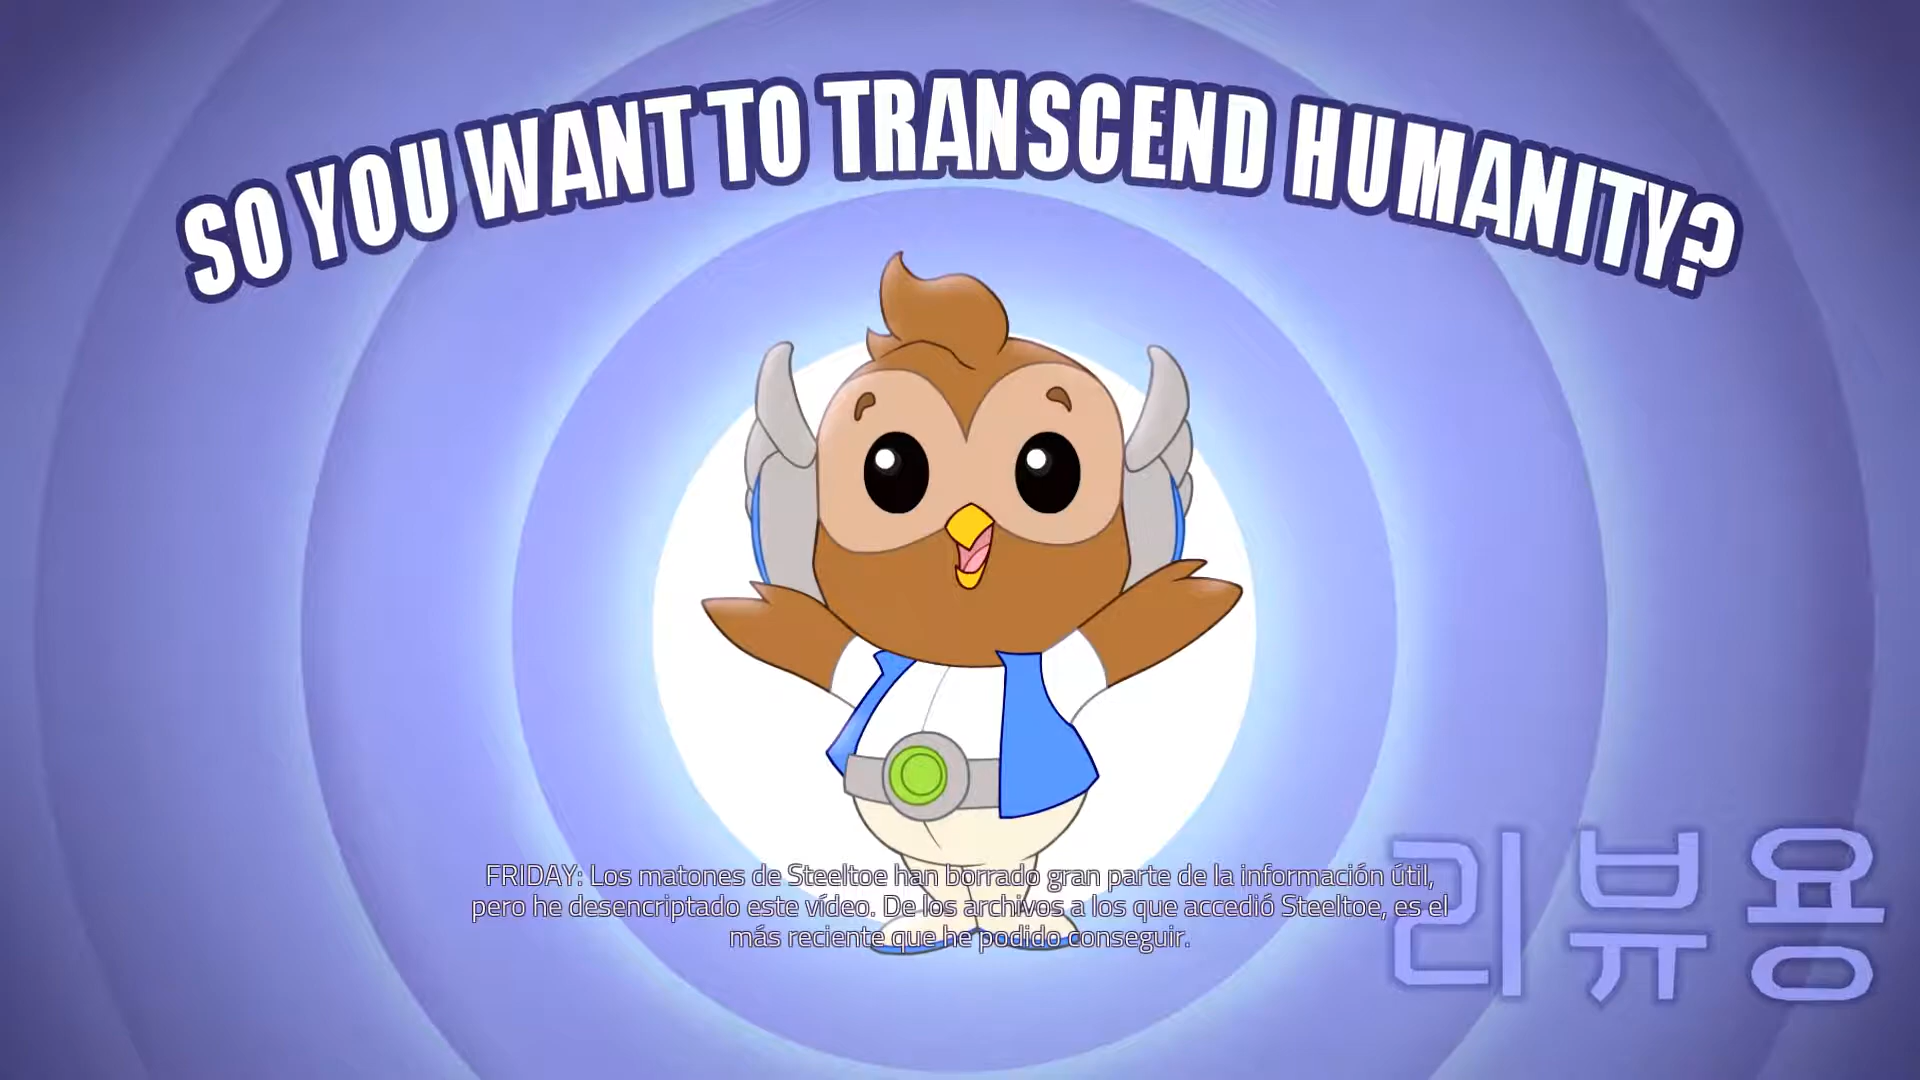 SO YOU WANT TO TRANSCEND HUMANITY?
FRIDAY: Los matones de Steeltoe han borrado gran parte de la información útil,
pero he desencriptado este vídeo. De los archivos a los que accedió Steeltoe, es el
más reciente que he podido conseguir.
리뷰용